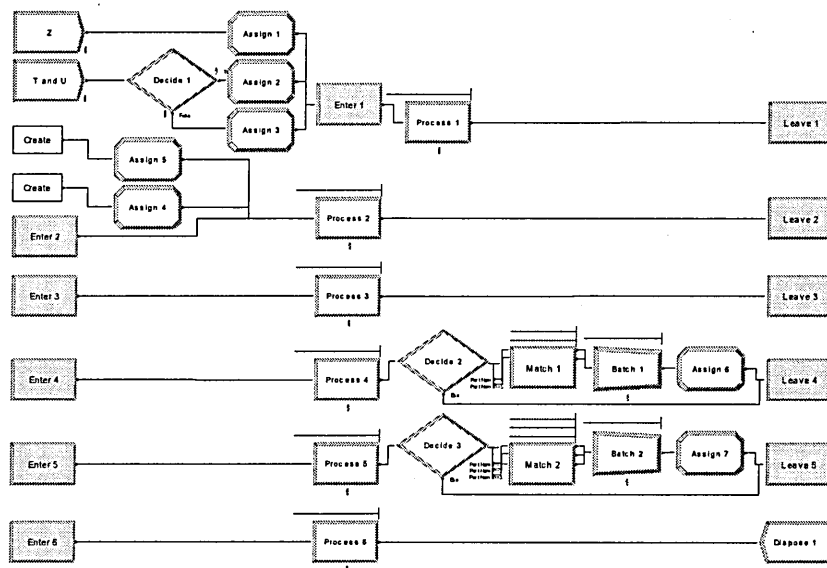 Z
Assign 1
T and U
Decide 1
Assign 2
False
Assign 3
Enter 1
Process 1
Leave 1
Create
Assign 5
Create
Assign 4
Enter 2
Process 2
Leave 2
Enter 3
Process 3
Leave 3
Enter 4
Process 4
Decide 2
Else
Match 1
Batch 1
Assign 6
Leave 4
Enter 5
Process 5
Decide 3
Else
Match 2
Batch 2
Assign 7
Leave 5
Enter 6
Process 6
Dispose 1